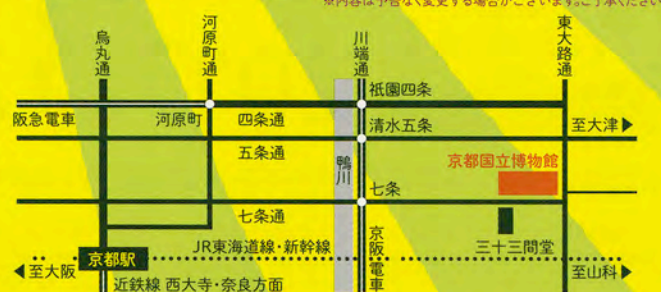 ※内容は予告なく変更する場合がございます。ご了承ください
烏丸通
河原町通
川端通
東大路通
祇園四条
阪急電車
河原町
四条通
清水五条
至大津▶
五条通
鴨川
京都国立博物館
七条
七条通
京阪電車
JR東海道線・新幹線
三十三間堂
京都駅
◀至大阪
至山科▶
近鉄線 西大寺・奈良方面